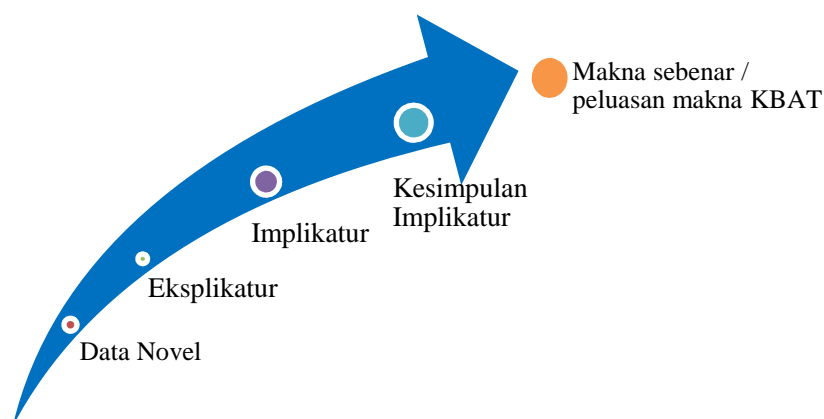 Makna sebenar /
peluasan makna KBAT
Kesimpulan
Implikatur
Implikatur
Eksplikatur
Data Novel